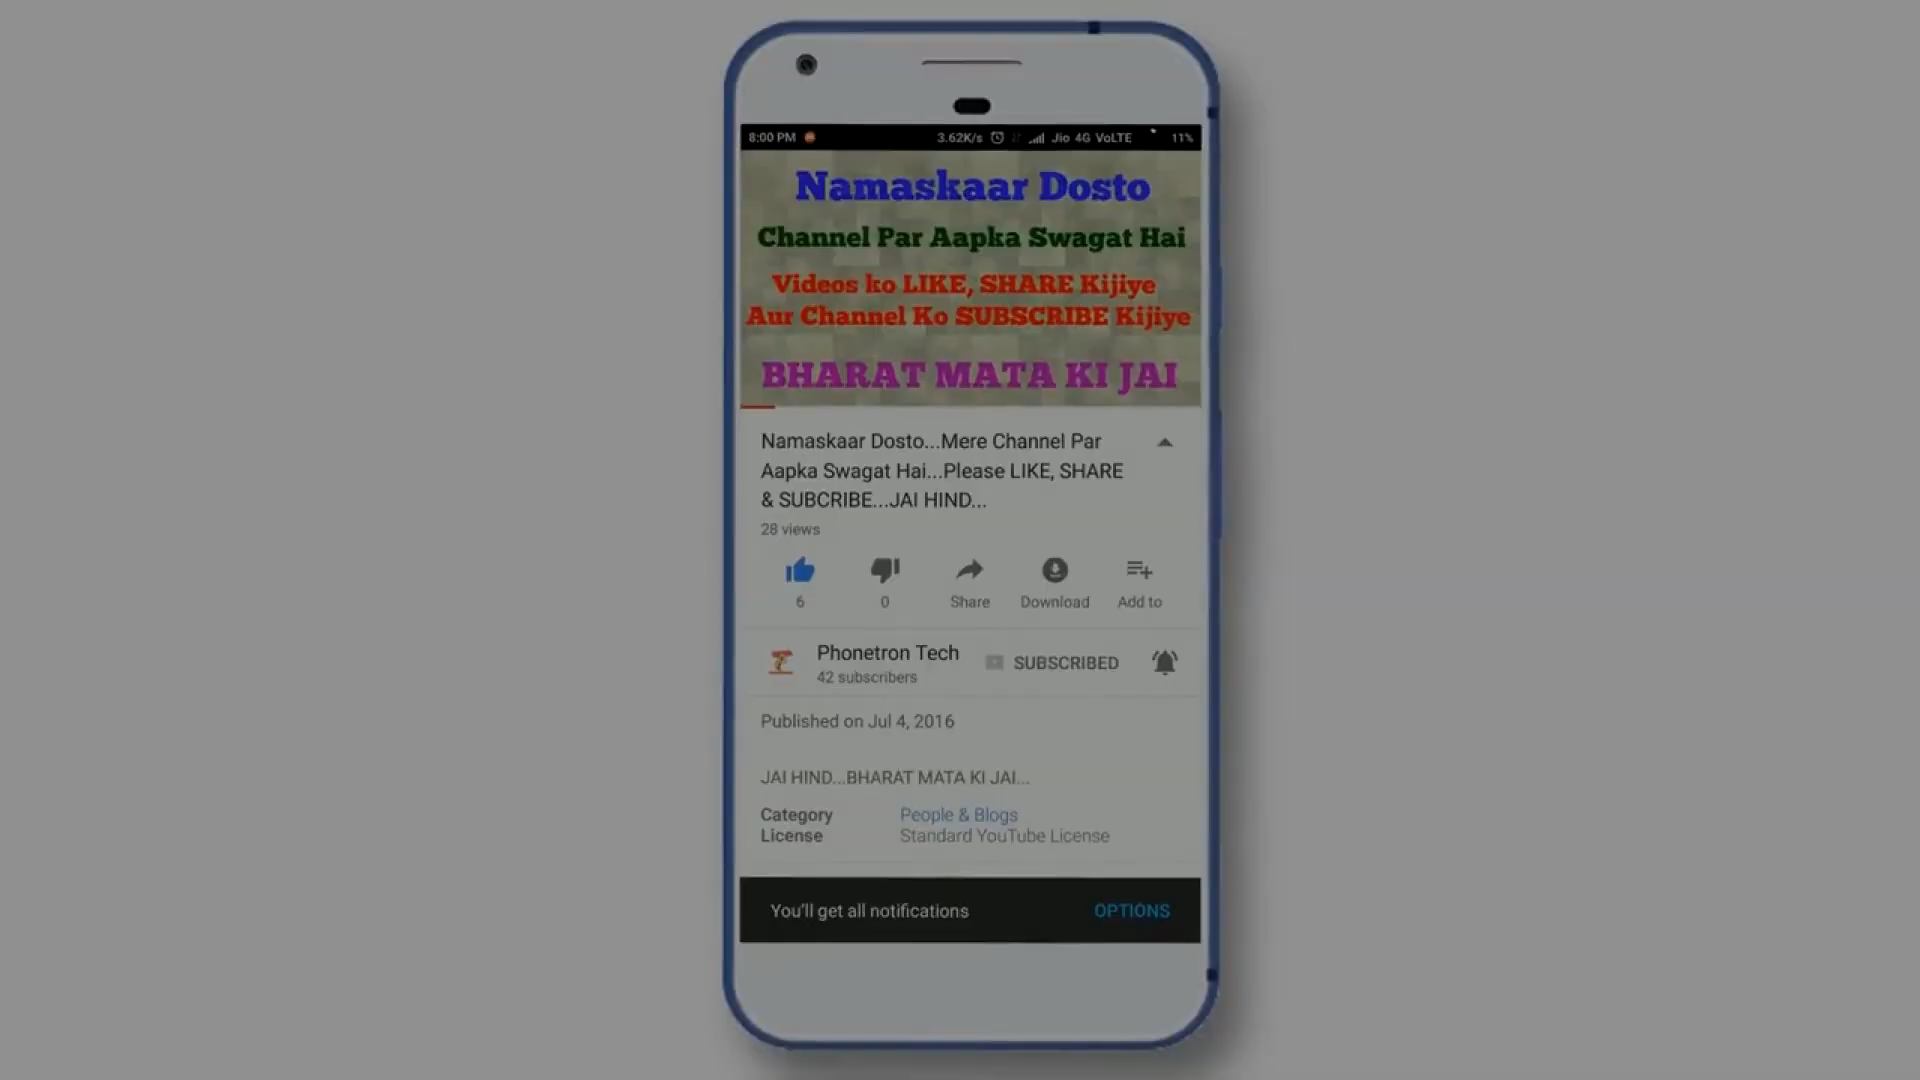 8:00 PM 3.62K/s Jio 4G VoLTE 11%
Namaskaar Dosto
Channel Par Aapka Swagat Hai
Videos ko LIKE, SHARE Kijiye
Aur Channel Ko SUBSCRIBE Kijiye
BHARAT MATA KI JAI
Namaskaar Dosto...Mere Channel Par
Aapka Swagat Hai...Please LIKE, SHARE
& SUBCRIBE...JAI HIND...
28 views
6 0 Share Download Add to
Phonetron Tech SUBSCRIBED
42 subscribers
Published on Jul 4, 2016
JAI HIND...BHARAT MATA KI JAI...
Category People & Blogs
License Standard YouTube License
You'll get all notifications OPTIONS